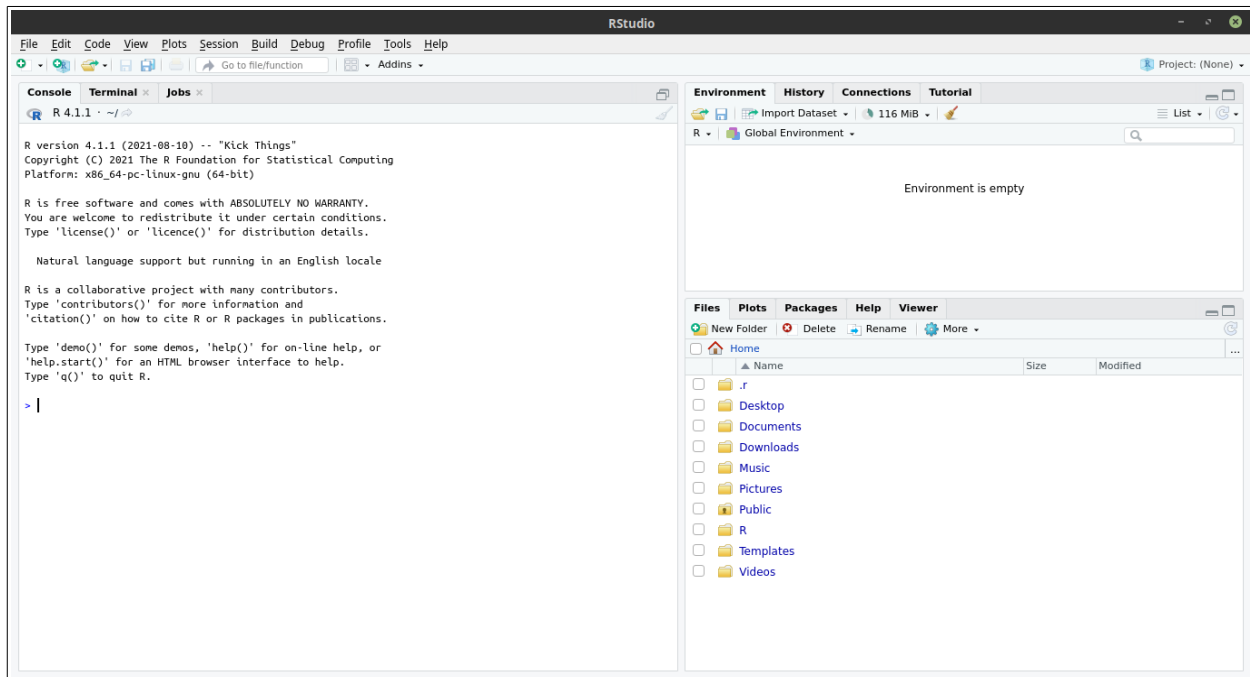 RStudio
File Edit Code View Plots Session Build Debug Profile Tools Help
Go to file/function Addins Project: (None)
Console Terminal Jobs
R 4.1.1 · ~/
R version 4.1.1 (2021-08-10) -- "Kick Things"
Copyright (C) 2021 The R Foundation for Statistical Computing
Platform: x86_64-pc-linux-gnu (64-bit)
R is free software and comes with ABSOLUTELY NO WARRANTY.
You are welcome to redistribute it under certain conditions.
Type 'license()' or 'licence()' for distribution details.
Natural language support but running in an English locale
R is a collaborative project with many contributors.
Type 'contributors()' for more information and
'citation()' on how to cite R or R packages in publications.
Type 'demo()' for some demos, 'help()' for on-line help, or
'help.start()' for an HTML browser interface to help.
Type 'q()' to quit R.
>
Environment History Connections Tutorial
Import Dataset 116 MiB List
R Global Environment
Environment is empty
Files Plots Packages Help Viewer
New Folder Delete Rename More
Home ...
Name Size Modified
.r
Desktop
Documents
Downloads
Music
Pictures
Public
R
Templates
Videos